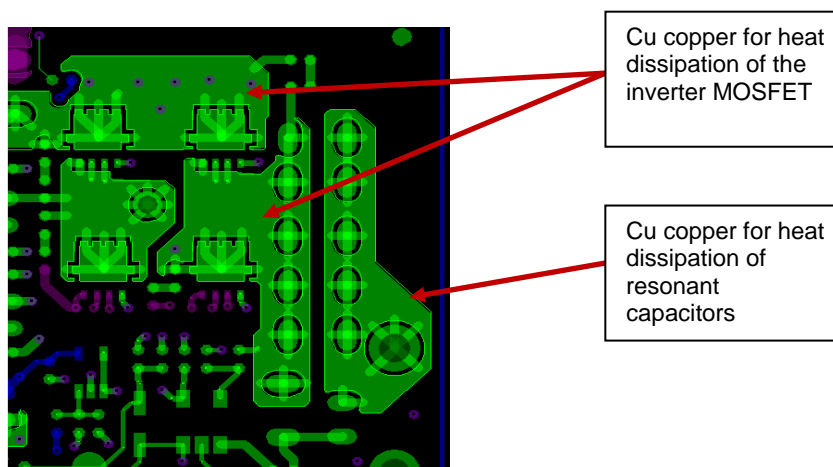 Cu copper for heat
dissipation of the
inverter MOSFET
Cu copper for heat
dissipation of
resonant
capacitors